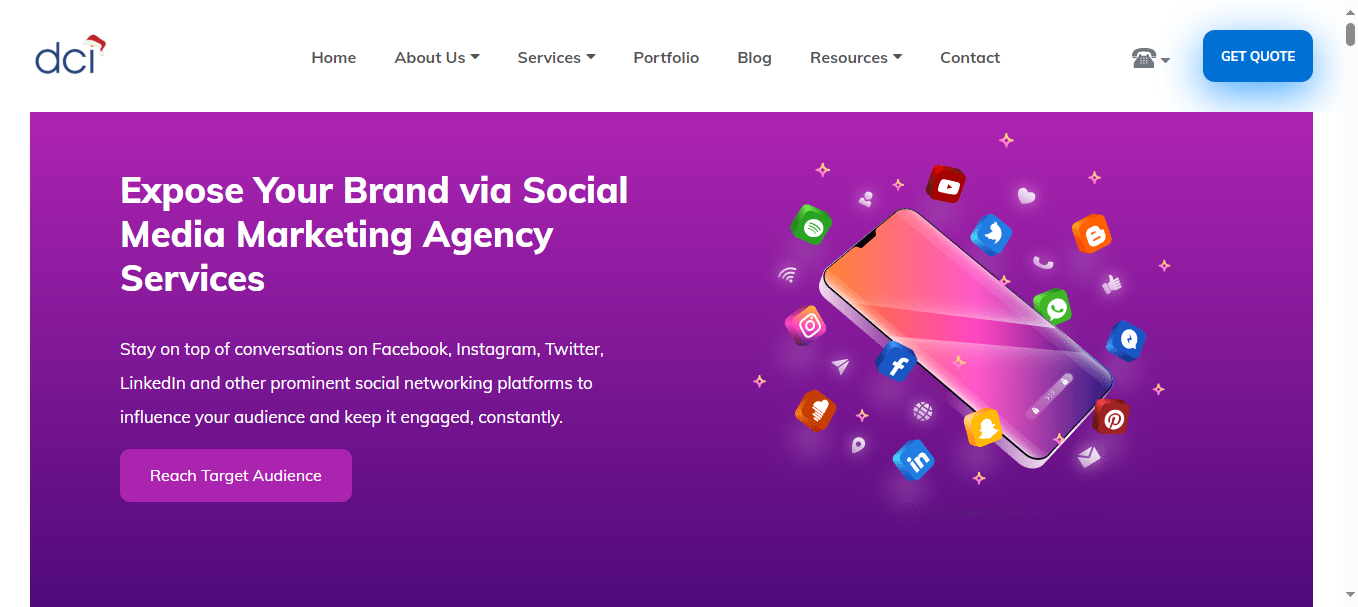 dci
Home About Us Services Portfolio Blog Resources Contact GET QUOTE
Expose Your Brand via Social
Media Marketing Agency
Services
Stay on top of conversations on Facebook, Instagram, Twitter,
LinkedIn and other prominent social networking platforms to
influence your audience and keep it engaged, constantly.
Reach Target Audience